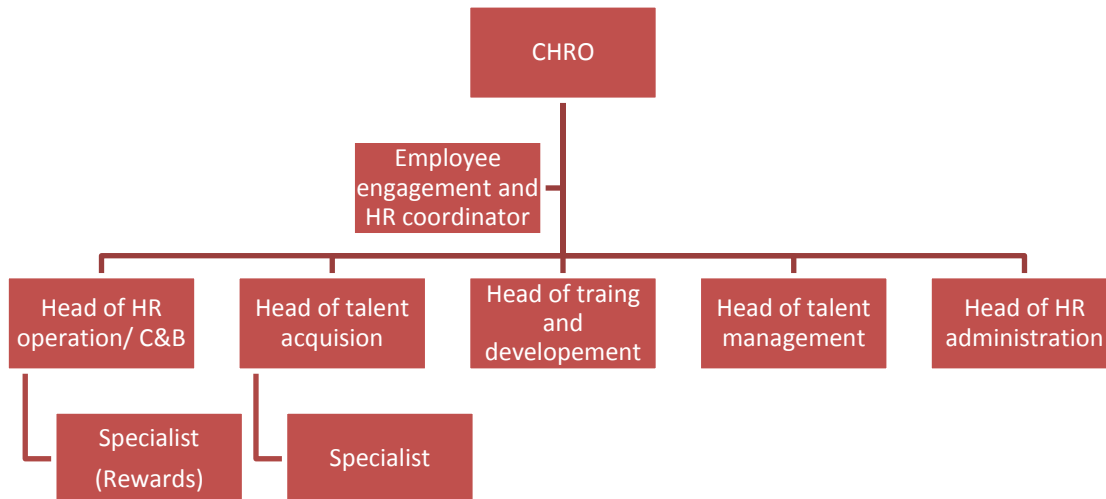 CHRO
Employee
engagement and
HR coordinator
Head of HR
operation/ C&B
Head of talent
acquision
Head of traing
and
developement
Head of talent
management
Head of HR
administration
Specialist
(Rewards)
Specialist